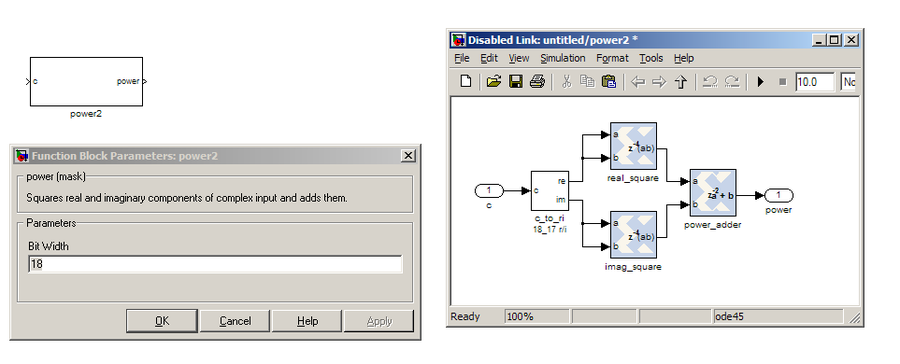 c
power
power2
Function Block Parameters: power2
power (mask)
Squares real and imaginary components of complex input and adds them.
Parameters
Bit Width
18
OK
Cancel
Help
Apply
Disabled Link: untitled/power2 *
File Edit View Simulation Format Tools Help
10.0
No
1
c
c
re
im
c_to_ri
18_17 r/i
a
b
z-4(ab)
real_square
a
b
z-4(ab)
imag_square
a
b
za-2+ b
power_adder
1
power
Ready
100%
ode45